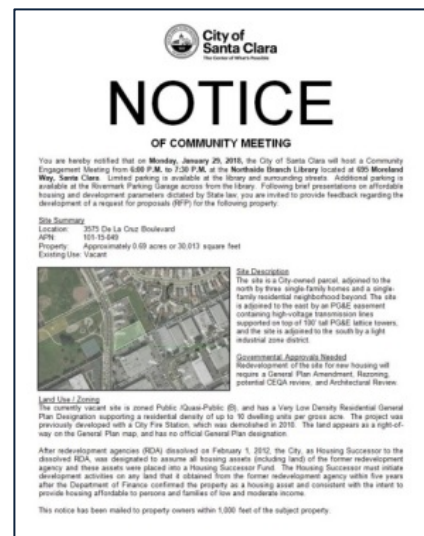 City of
Santa Clara
The Center of What's Possible
NOTICE
OF COMMUNITY MEETING
You are hereby notified that on Monday, January 29, 2018, the City of Santa Clara will host a Community
Engagement Meeting from 6:00 P.M. to 7:30 P.M. at the Northside Branch Library located at 695 Moreland
Way, Santa Clara. Limited parking is available at the library and surrounding streets. Additional parking is
available at the Rivermark Parking Garage across from the library. Following brief presentations on affordable
housing and development parameters dictated by State law, you are invited to provide feedback regarding the
development of a request for proposals (RFP) for the following property:
Site Summary
Location: 3575 De La Cruz Boulevard
APN: 101-15-049
Property: Approximately 0.69 acres or 30,013 square feet
Existing Use: Vacant
Site Description
The site is a City-owned parcel, adjoined to the
north by three single-family homes and a single-
family residential neighborhood beyond. The site
is adjoined to the east by an PG&E easement
containing high-voltage transmission lines
supported on top of 100' tall PG&E lattice towers,
and the site is adjoined to the south by a light
industrial zone district.
Governmental Approvals Needed
Redevelopment of the site for new housing will
require a General Plan Amendment, Rezoning,
potential CEQA review, and Architectural Review.
Land Use / Zoning
The currently vacant site is zoned Public /Quasi-Public (B), and has a Very Low Density Residential General
Plan Designation supporting a residential density of up to 10 dwelling units per gross acre. The property was
previously developed with a City Fire Station, which was demolished in 2010. The land appears as a right-of-
way on the General Plan map, and has no official General Plan designation.
After redevelopment agencies (RDA) dissolved on February 1, 2012, the City, as Housing Successor to the
dissolved RDA, was designated to assume all housing assets (including land) of the former redevelopment
agency and these assets were placed into a Housing Successor Fund. The Housing Successor must initiate
development activities on any land that it obtained from the former redevelopment agency within five years
after the Department of Finance confirmed the property as a housing asset and consistent with the intent to
provide housing affordable to persons and families of low and moderate income.
This notice has been mailed to property owners within 1,000 feet of the subject property.